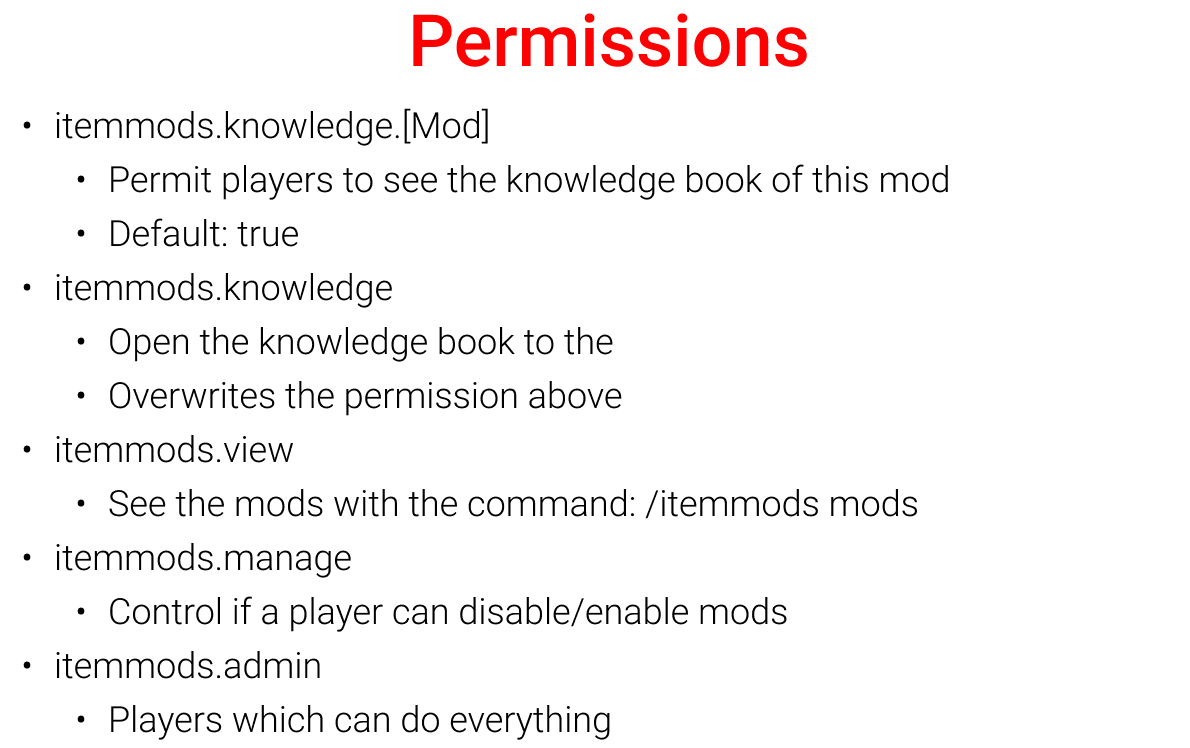 Permissions
• itemmods.knowledge.[Mod]
• Permit players to see the knowledge book of this mod
• Default: true
• itemmods.knowledge
• Open the knowledge book to the
• Overwrites the permission above
• itemmods.view
• See the mods with the command: /itemmods mods
• itemmods.manage
• Control if a player can disable/enable mods
• itemmods.admin
• Players which can do everything